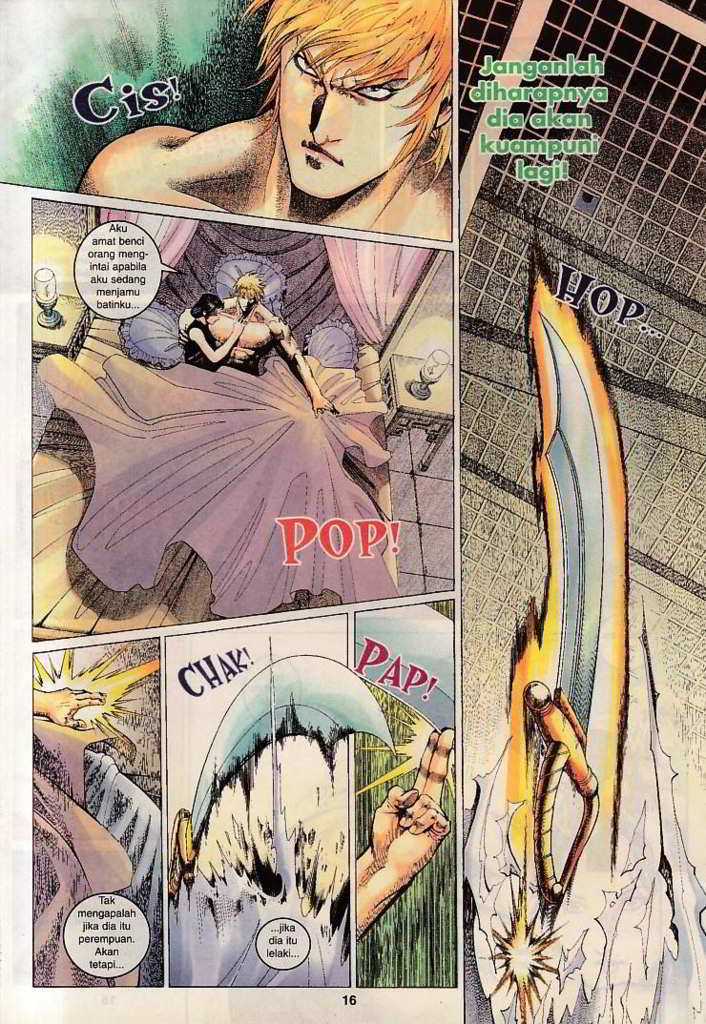 Cis!
Aku
amat benci
orang meng-
intai apabila
aku sedang
menjamu
batinku...
POP!
Tak
mengapalah
jika dia itu
perempuan.
Akan
tetapi...
CHAK!
...jika
dia itu
lelaki...
PAP!
Janganlah
diharapnya
dia akan
kuampuni
lagi!
HOP...
16